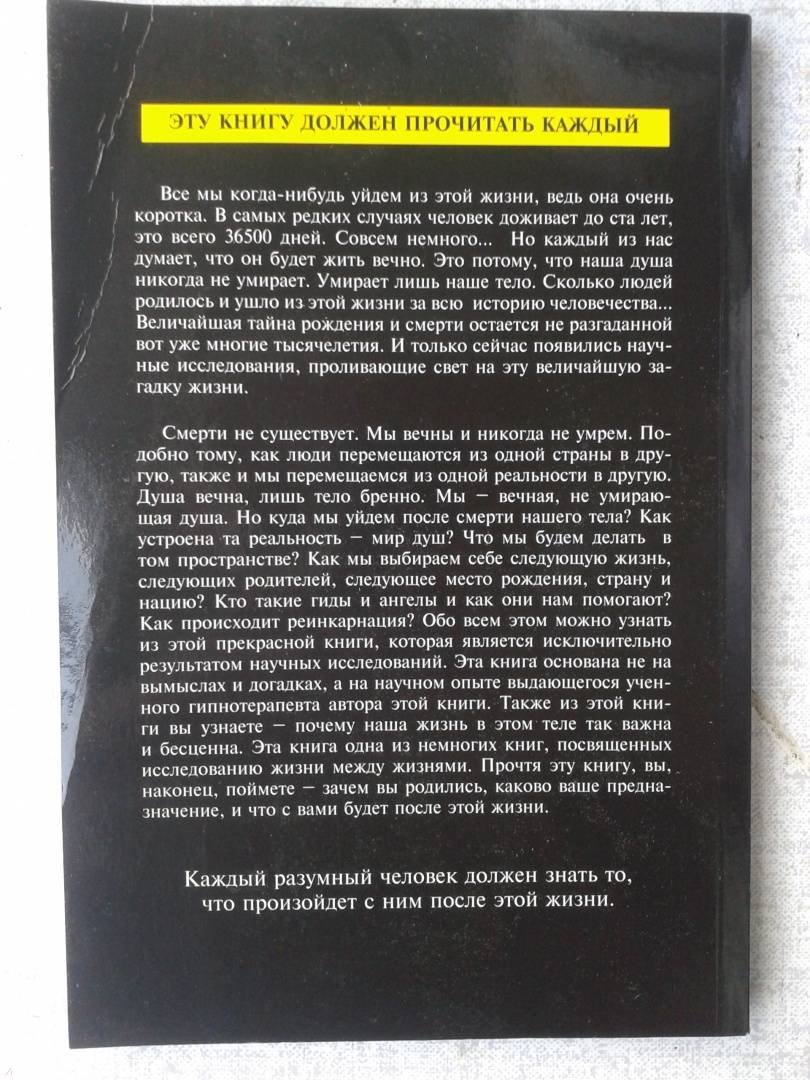 ЭТУ КНИГУ ДОЛЖЕН ПРОЧИТАТЬ КАЖДЫЙ
Все мы когда-нибудь уйдем из этой жизни, ведь она очень
коротка. В самых редких случаях человек доживает до ста лет,
это всего 36500 дней. Совсем немного... Но каждый из нас
думает, что он будет жить вечно. Это потому, что наша душа
никогда не умирает. Умирает лишь наше тело. Сколько людей
родилось и ушло из этой жизни за всю историю человечества...
Величайшая тайна рождения и смерти остается не разгаданной
вот уже многие тысячелетия. И только сейчас появились науч-
ные исследования, проливающие свет на эту величайшую за-
гадку жизни.
Смерти не существует. Мы вечны и никогда не умрем. По-
добно тому, как люди перемещаются из одной страны в дру-
гую, также и мы перемещаемся из одной реальности в другую.
Душа вечна, лишь тело бренно. Мы – вечная, не умираю-
щая душа. Но куда мы уйдем после смерти нашего тела? Как
устроена та реальность – мир душ? Что мы будем делать в
том пространстве? Как мы выбираем себе следующую жизнь,
следующих родителей, следующее место рождения, страну и
нацию? Кто такие гиды и ангелы и как они нам помогают?
Как происходит реинкарнация? Обо всем этом можно узнать
из этой прекрасной книги, которая является исключительно
результатом научных исследований. Эта книга основана не на
вымыслах и догадках, а на научном опыте выдающегося учен-
ного гипнотерапевта автора этой книги. Также из этой кни-
ги вы узнаете – почему наша жизнь в этом теле так важна
и бесценна. Эта книга одна из немногих книг, посвященных
исследованию жизни между жизнями. Прочтя эту книгу, вы,
наконец, поймете – зачем вы родились, каково ваше предна-
значение, и что с вами будет после этой жизни.
Каждый разумный человек должен знать то,
что произойдет с ним после этой жизни.